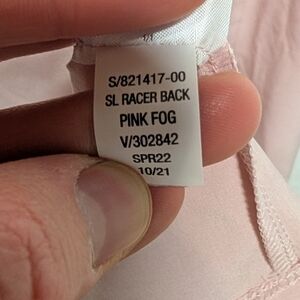 S/821417-00
SL RACER BACK
PINK FOG
V/302842
SPR22
10/21